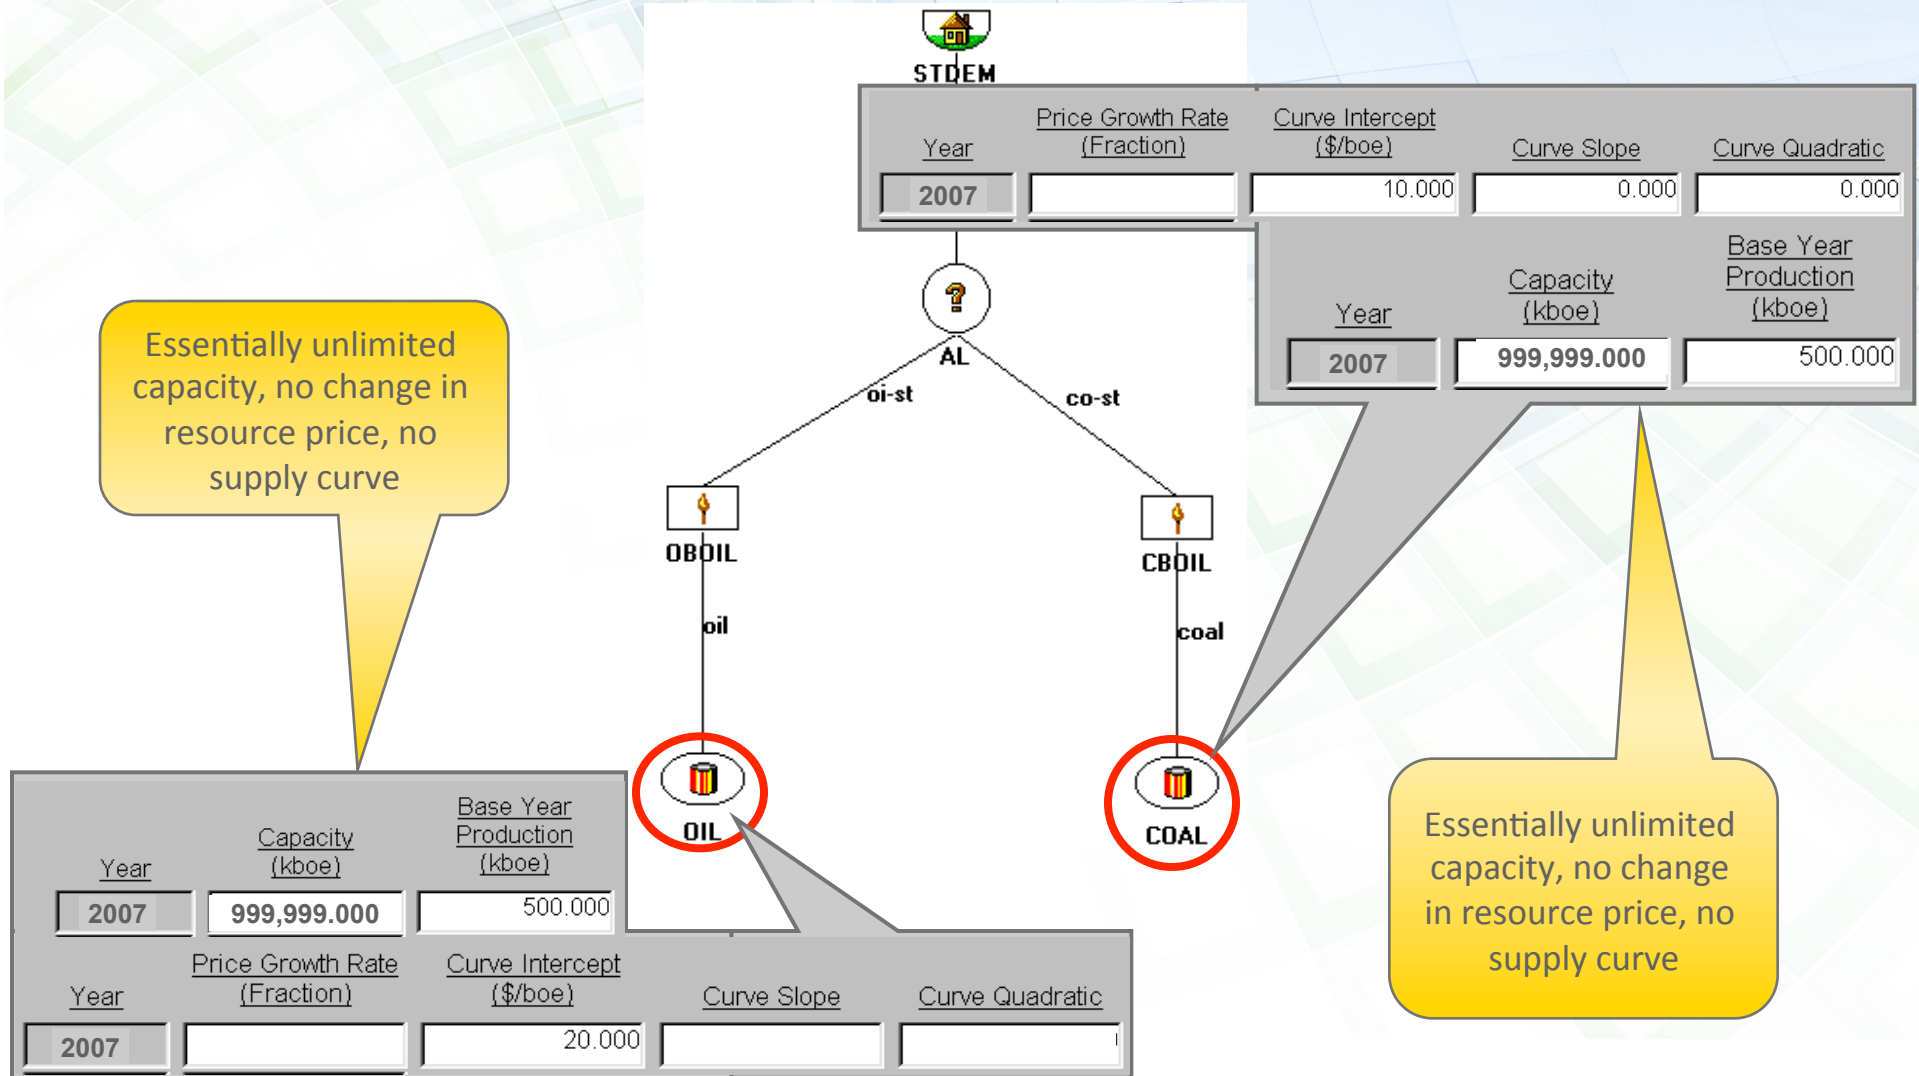 STDEM
Year
Price Growth Rate
(Fraction)
Curve Intercept
($/boe)
Curve Slope
Curve Quadratic
2007
10.000
0.000
0.000
Year
Capacity
(kboe)
Base Year
Production
(kboe)
2007
999,999.000
500.000
AL
oi-st
co-st
Essentially unlimited
capacity, no change in
resource price, no
supply curve
OBOIL
CBOIL
oil
coal
OIL
COAL
Year
Capacity
(kboe)
Base Year
Production
(kboe)
2007
999,999.000
500.000
Year
Price Growth Rate
(Fraction)
Curve Intercept
($/boe)
Curve Slope
Curve Quadratic
2007
20.000
Essentially unlimited
capacity, no change
in resource price, no
supply curve